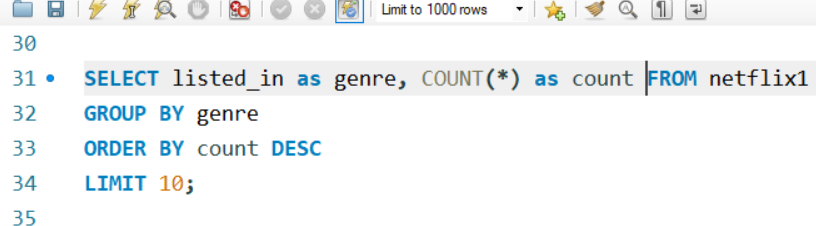 Limit to 1000 rows
30
31 SELECT listed_in as genre, COUNT(*) as count FROM netflix1
32 GROUP BY genre
33 ORDER BY count DESC
34 LIMIT 10;
35